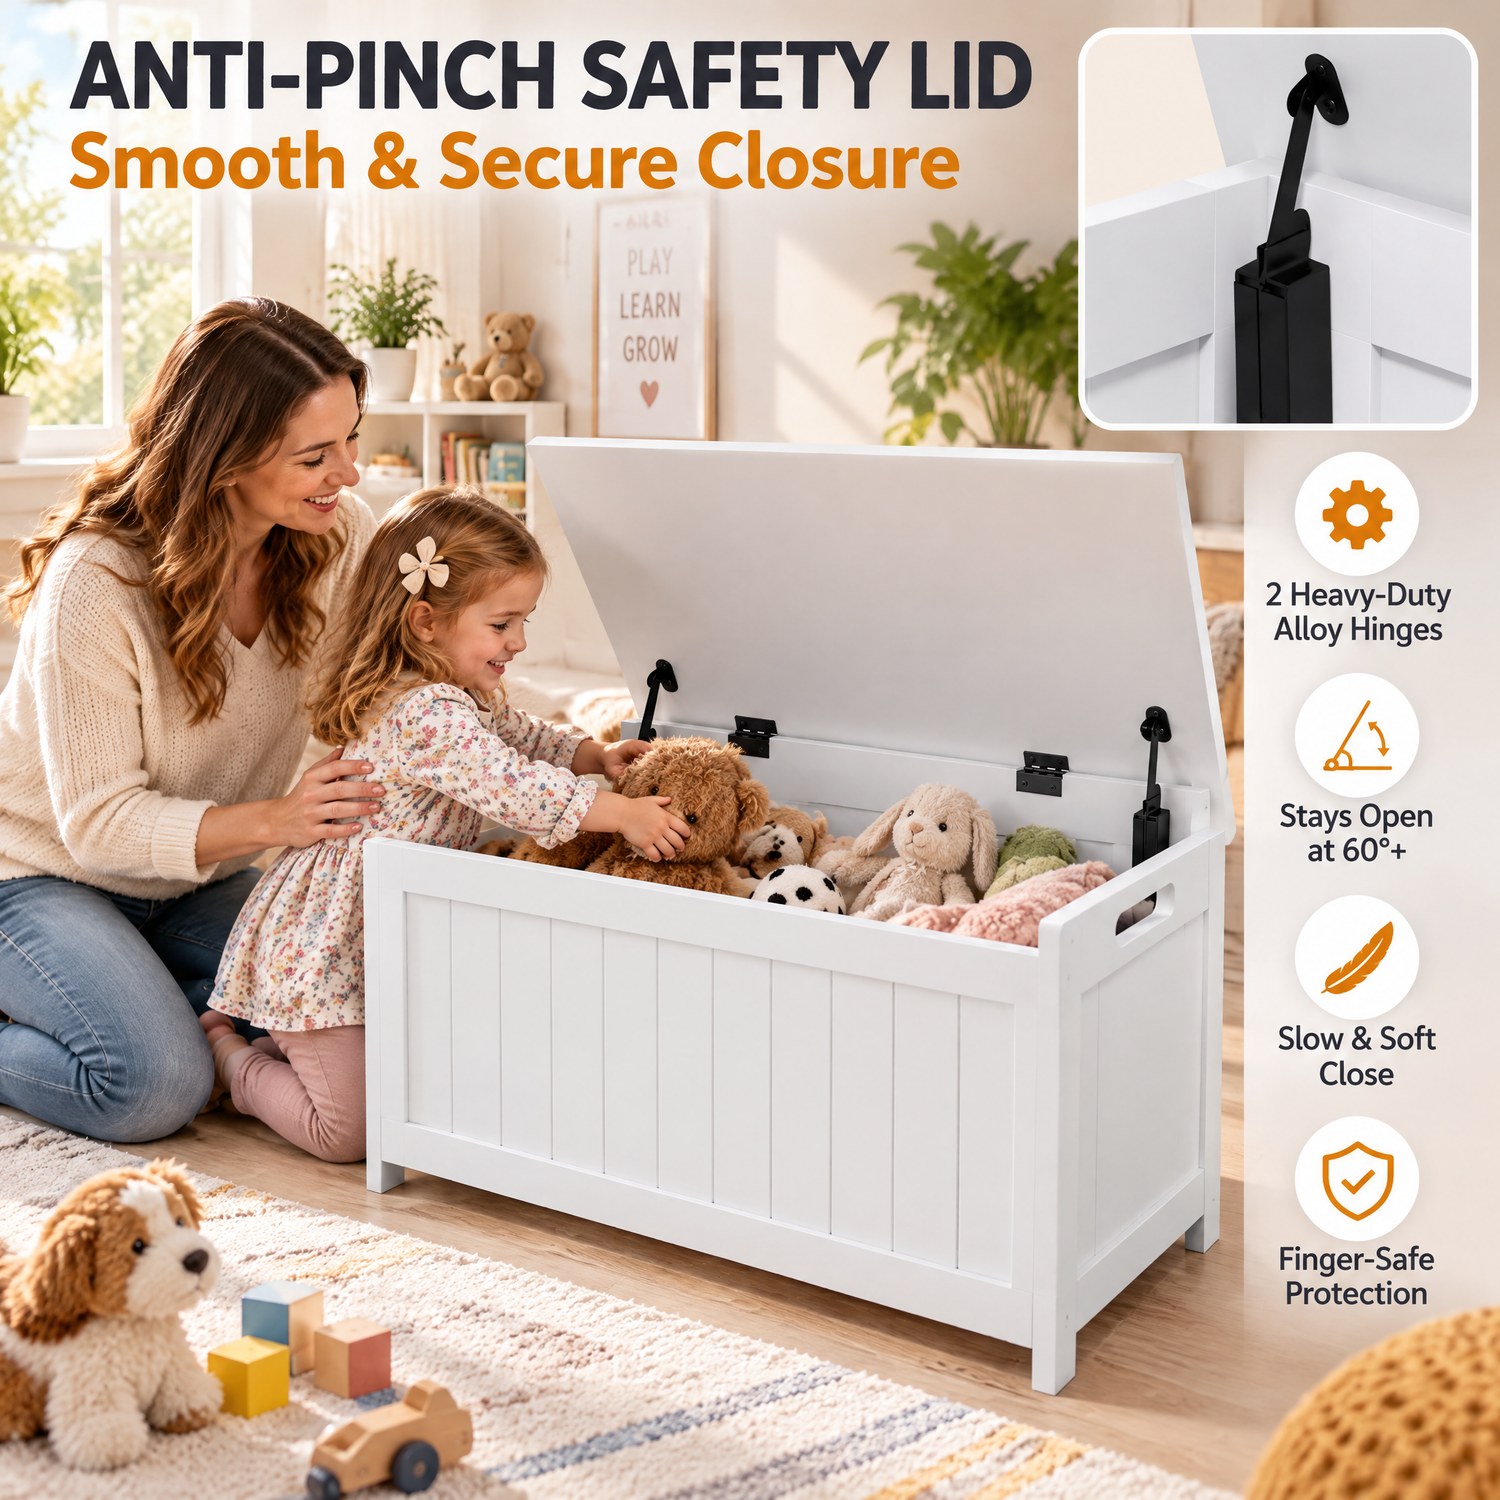 ANTI-PINCH SAFETY LID
Smooth & Secure Closure
PLAY
LEARN
GROW
2 Heavy-Duty
Alloy Hinges
Stays Open
at 60°+
Slow & Soft
Close
Finger-Safe
Protection